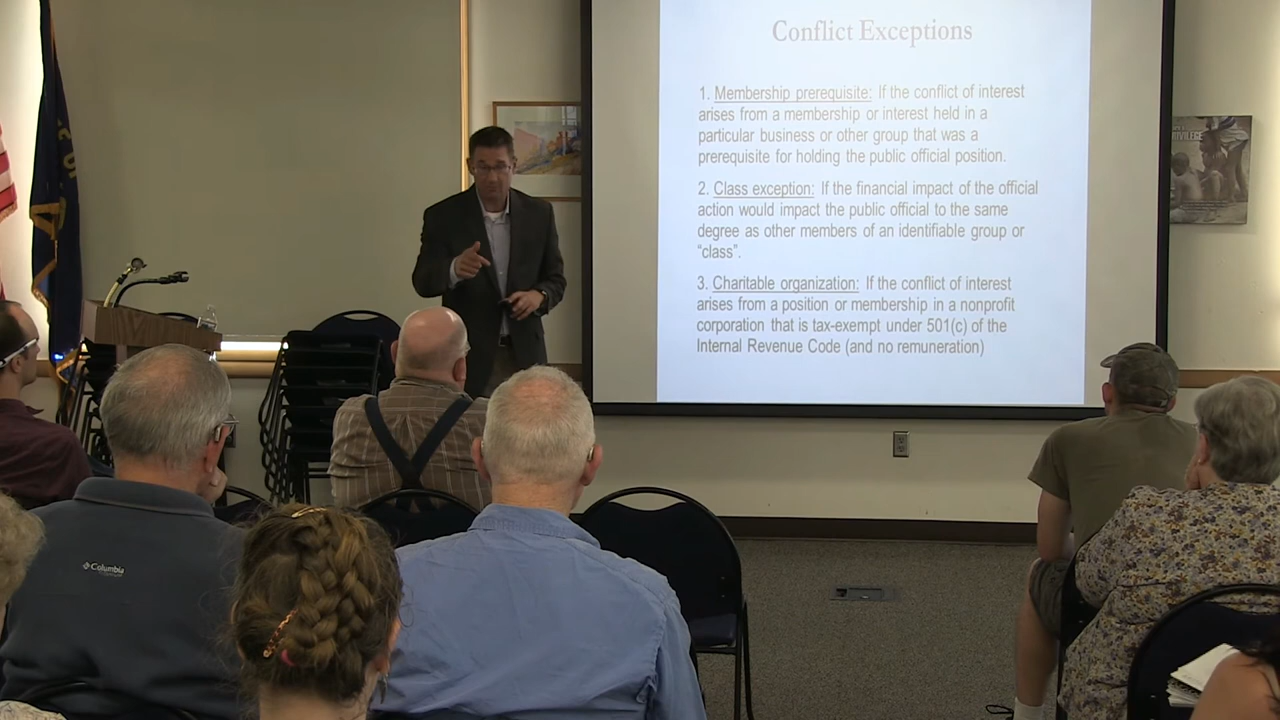 Conflict Exceptions
1. Membership prerequisite: If the conflict of interest
arises from a membership or interest held in a
particular business or other group that was a
prerequisite for holding the public official position.
2. Class exception: If the financial impact of the official
action would impact the public official to the same
degree as other members of an identifiable group or
“class”.
3. Charitable organization: If the conflict of interest
arises from a position or membership in a nonprofit
corporation that is tax-exempt under 501(c) of the
Internal Revenue Code (and no remuneration)
Columbia